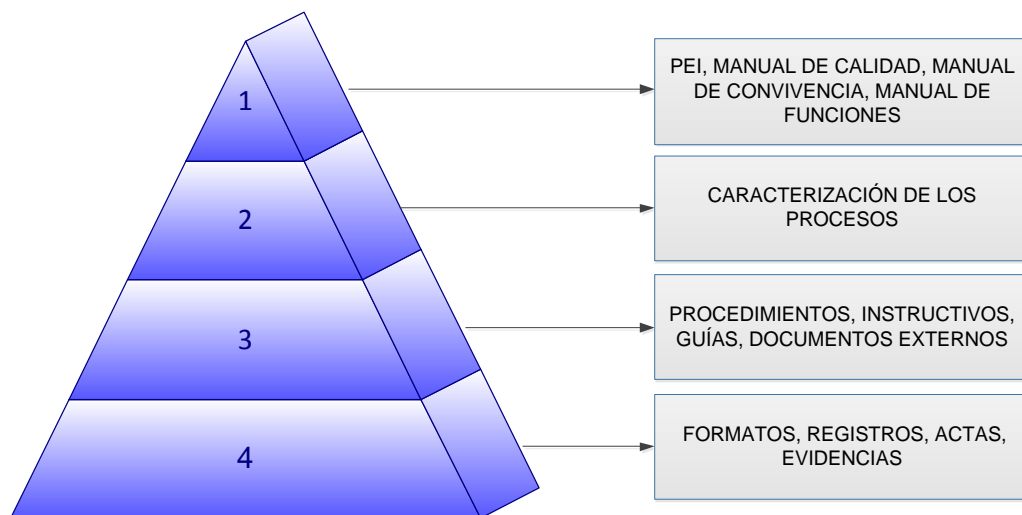 1
PEI, MANUAL DE CALIDAD, MANUAL
DE CONVIVENCIA, MANUAL DE
FUNCIONES
2
CARACTERIZACIÓN DE LOS
PROCESOS
3
PROCEDIMIENTOS, INSTRUCTIVOS,
GUÍAS, DOCUMENTOS EXTERNOS
4
FORMATOS, REGISTROS, ACTAS,
EVIDENCIAS